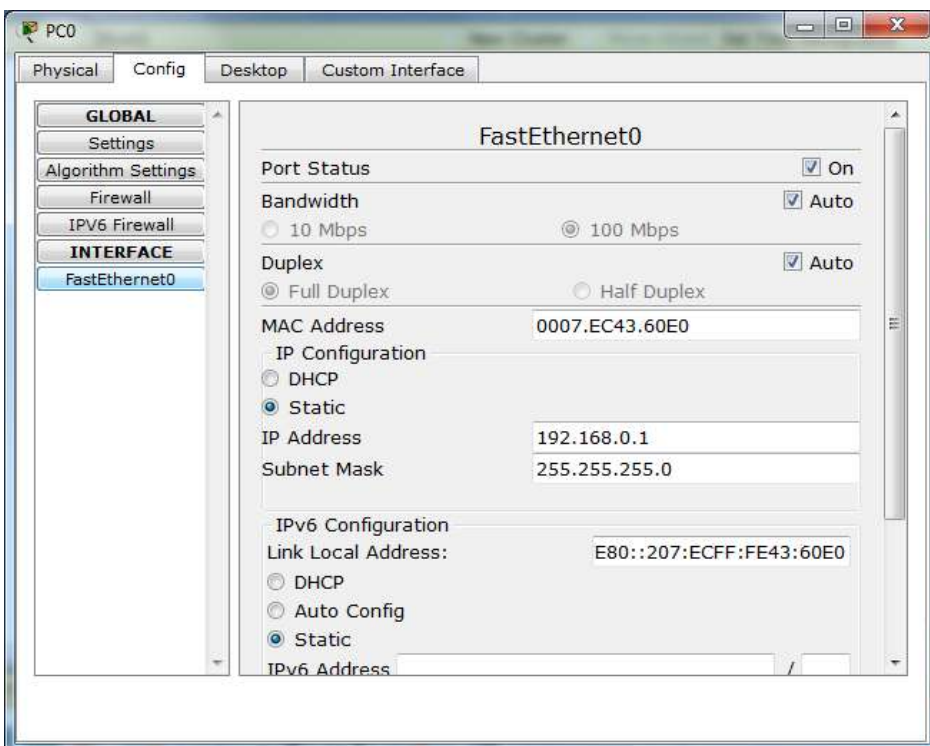 PC0
Physical Config Desktop Custom Interface
GLOBAL
Settings
Algorithm Settings
Firewall
IPV6 Firewall
INTERFACE
FastEthernet0
FastEthernet0
Port Status On
Bandwidth Auto
10 Mbps 100 Mbps
Duplex Auto
Full Duplex Half Duplex
MAC Address 0007.EC43.60E0
IP Configuration
DHCP
Static
IP Address 192.168.0.1
Subnet Mask 255.255.255.0
IPv6 Configuration
Link Local Address: E80::207:ECFF:FE43:60E0
DHCP
Auto Config
Static
IPv6 Address /